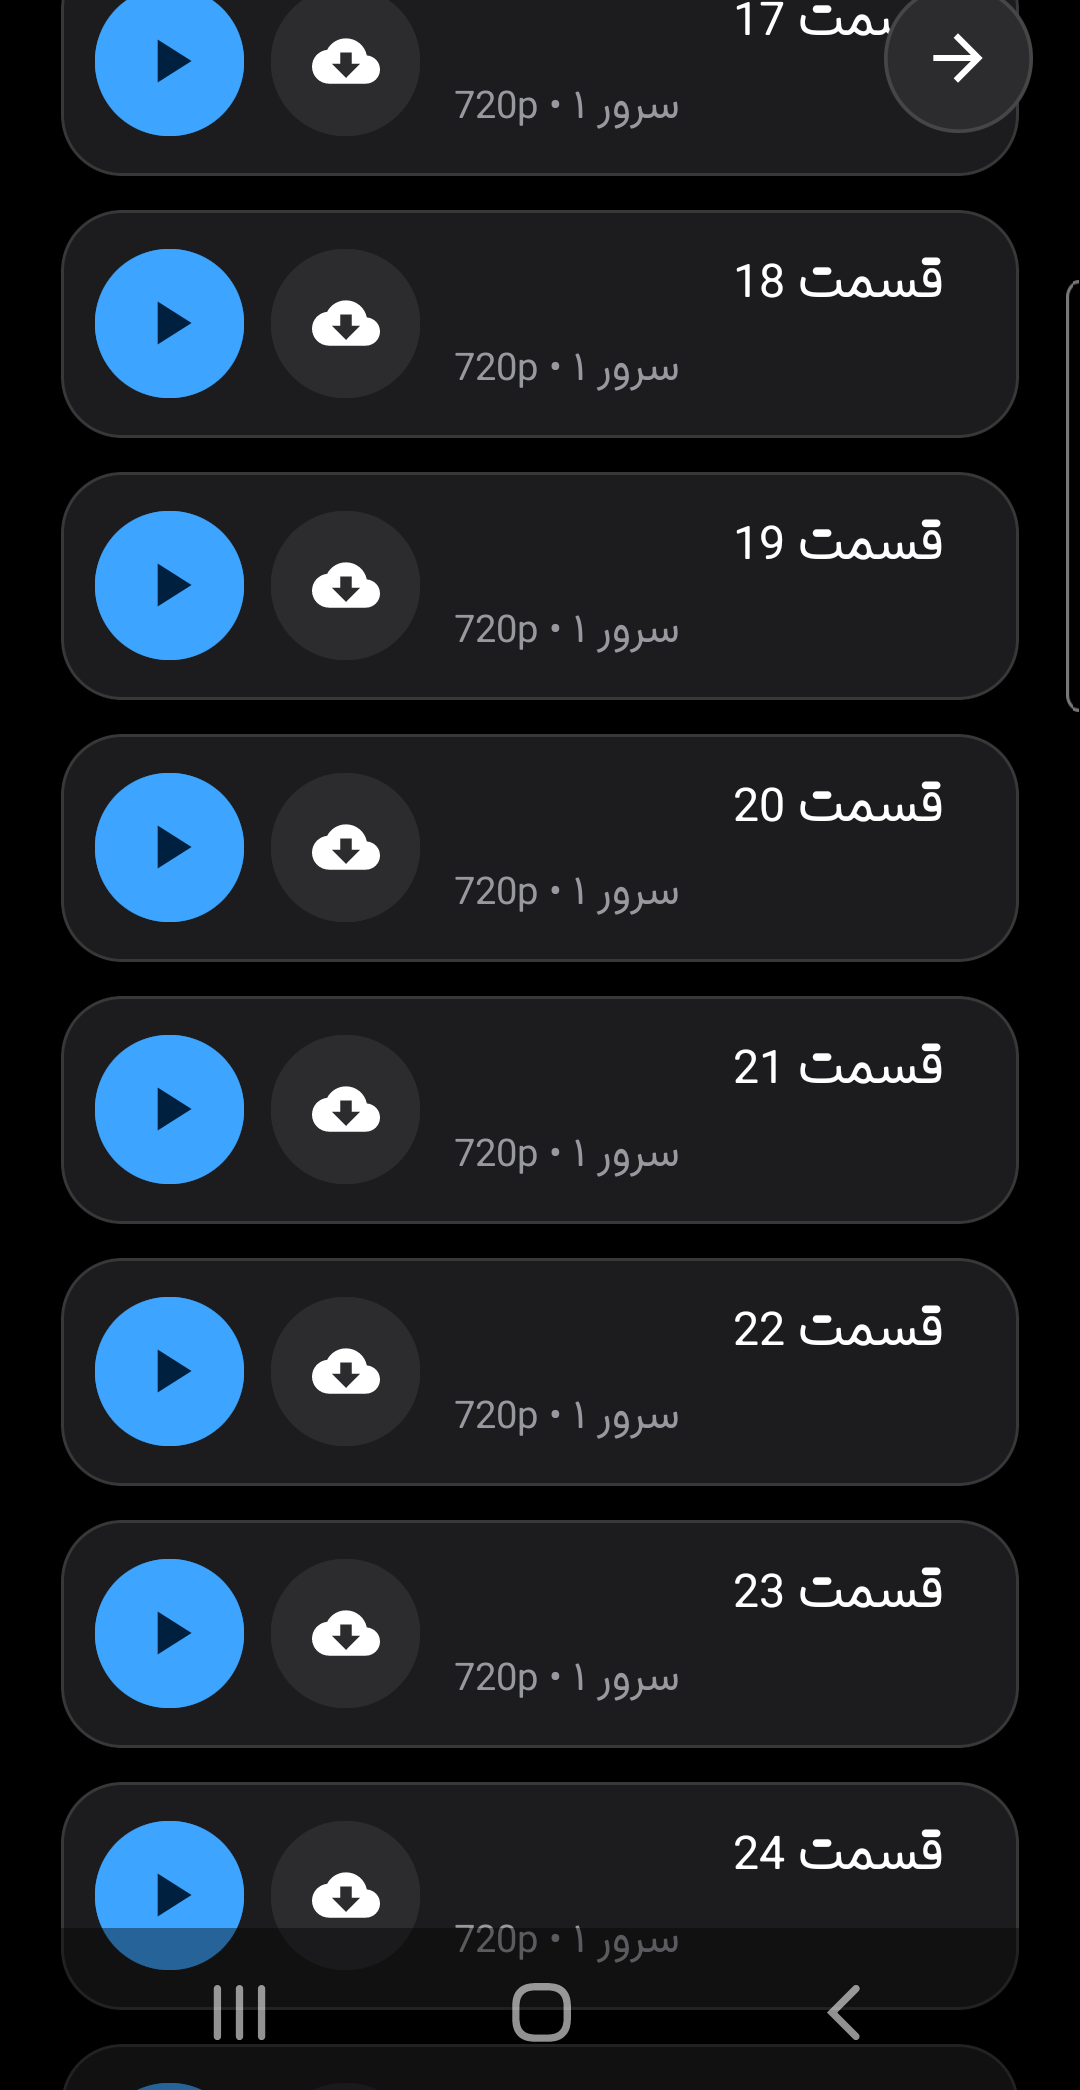 17
سرور ۱ • 720p
قسمت 18
سرور ۱ • 720p
قسمت 19
سرور ۱ • 720p
قسمت 20
سرور ۱ • 720p
قسمت 21
سرور ۱ • 720p
قسمت 22
سرور ۱ • 720p
قسمت 23
سرور ۱ • 720p
قسمت 24
سرور ۱ • 720p